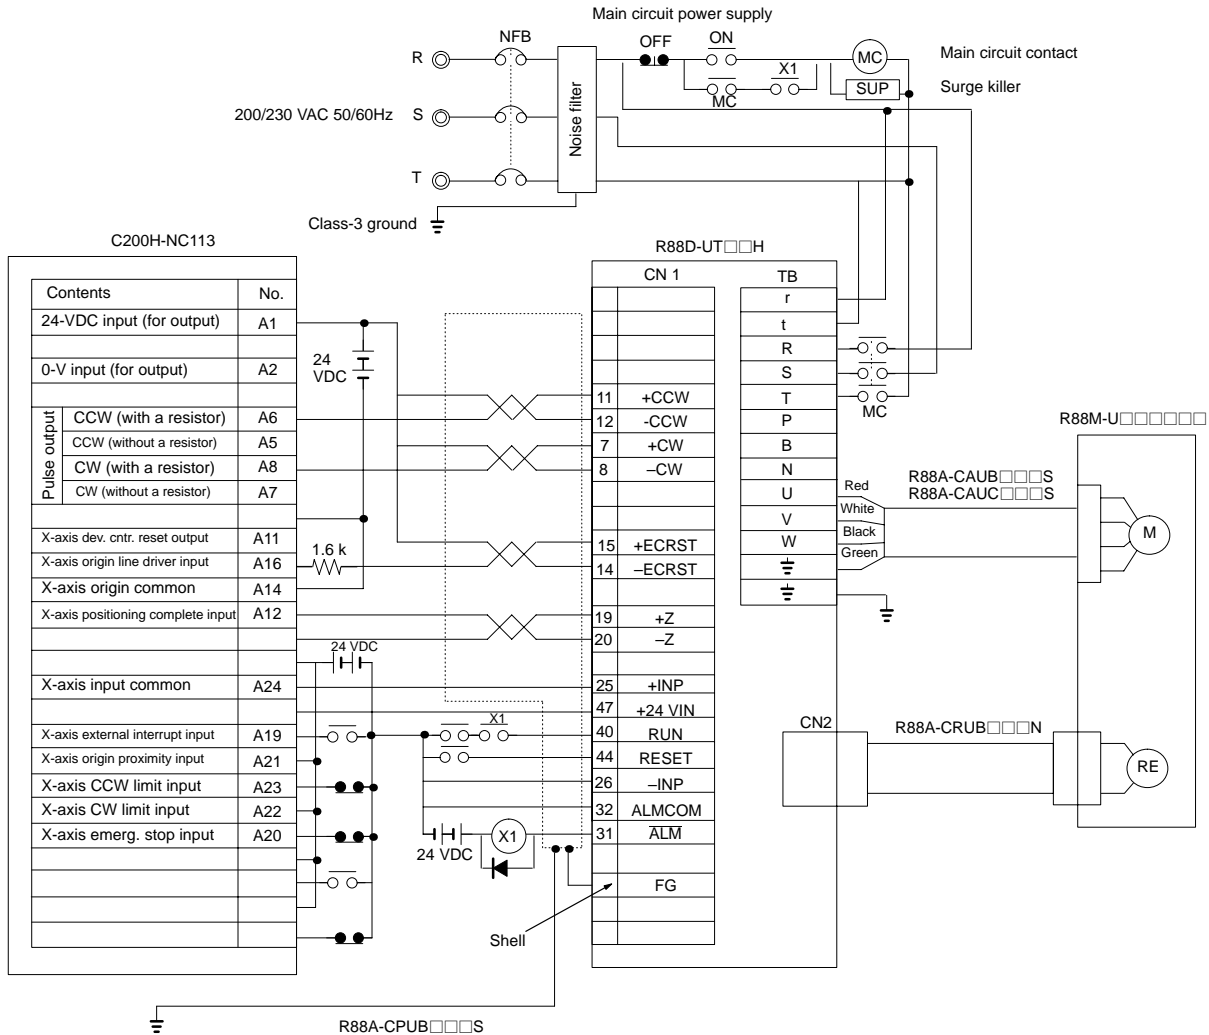 Main circuit power supply
NFB
OFF
ON
R
MC
Main circuit contact
X1
SUP
Surge killer
MC
200/230 VAC 50/60Hz
S
Noise filter
T
Class-3 ground
C200H-NC113
R88D-UT□□H
Contents No.
24-VDC input (for output) A1
0-V input (for output) A2
Pulse output
CCW (with a resistor) A6
CCW (without a resistor) A5
CW (with a resistor) A8
CW (without a resistor) A7
X-axis dev. cntr. reset output A11
X-axis origin line driver input A16
X-axis origin common A14
X-axis positioning complete input A12
X-axis input common A24
X-axis external interrupt input A19
X-axis origin proximity input A21
X-axis CCW limit input A23
X-axis CW limit input A22
X-axis emerg. stop input A20
24
VDC
1.6 k
24 VDC
X1
24 VDC
X1
CN 1
11 +CCW
12 -CCW
7 +CW
8 –CW
15 +ECRST
14 –ECRST
19 +Z
20 –Z
25 +INP
47 +24 VIN
40 RUN
44 RESET
26 –INP
32 ALMCOM
31 ALM
FG
Shell
TB
r
t
R
S
T
P
B
N
U
V
W
MC
Red
White
Black
Green
CN2
R88M-U□□□□□□
R88A-CAUB□□□S
R88A-CAUC□□□S
M
R88A-CRUB□□□N
RE
R88A-CPUB□□□S